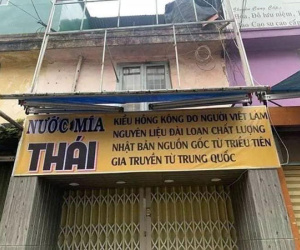 NƯỚC MÍA
THÁI
KIỂU HỒNG KÔNG DO NGƯỜI VIỆT LÀM
NGUYÊN LIỆU ĐÀI LOAN CHẤT LƯỢNG
NHẬT BẢN NGUỒN GỐC TỪ TRIỀU TIÊN
GIA TRUYỀN TỪ TRUNG QUỐC